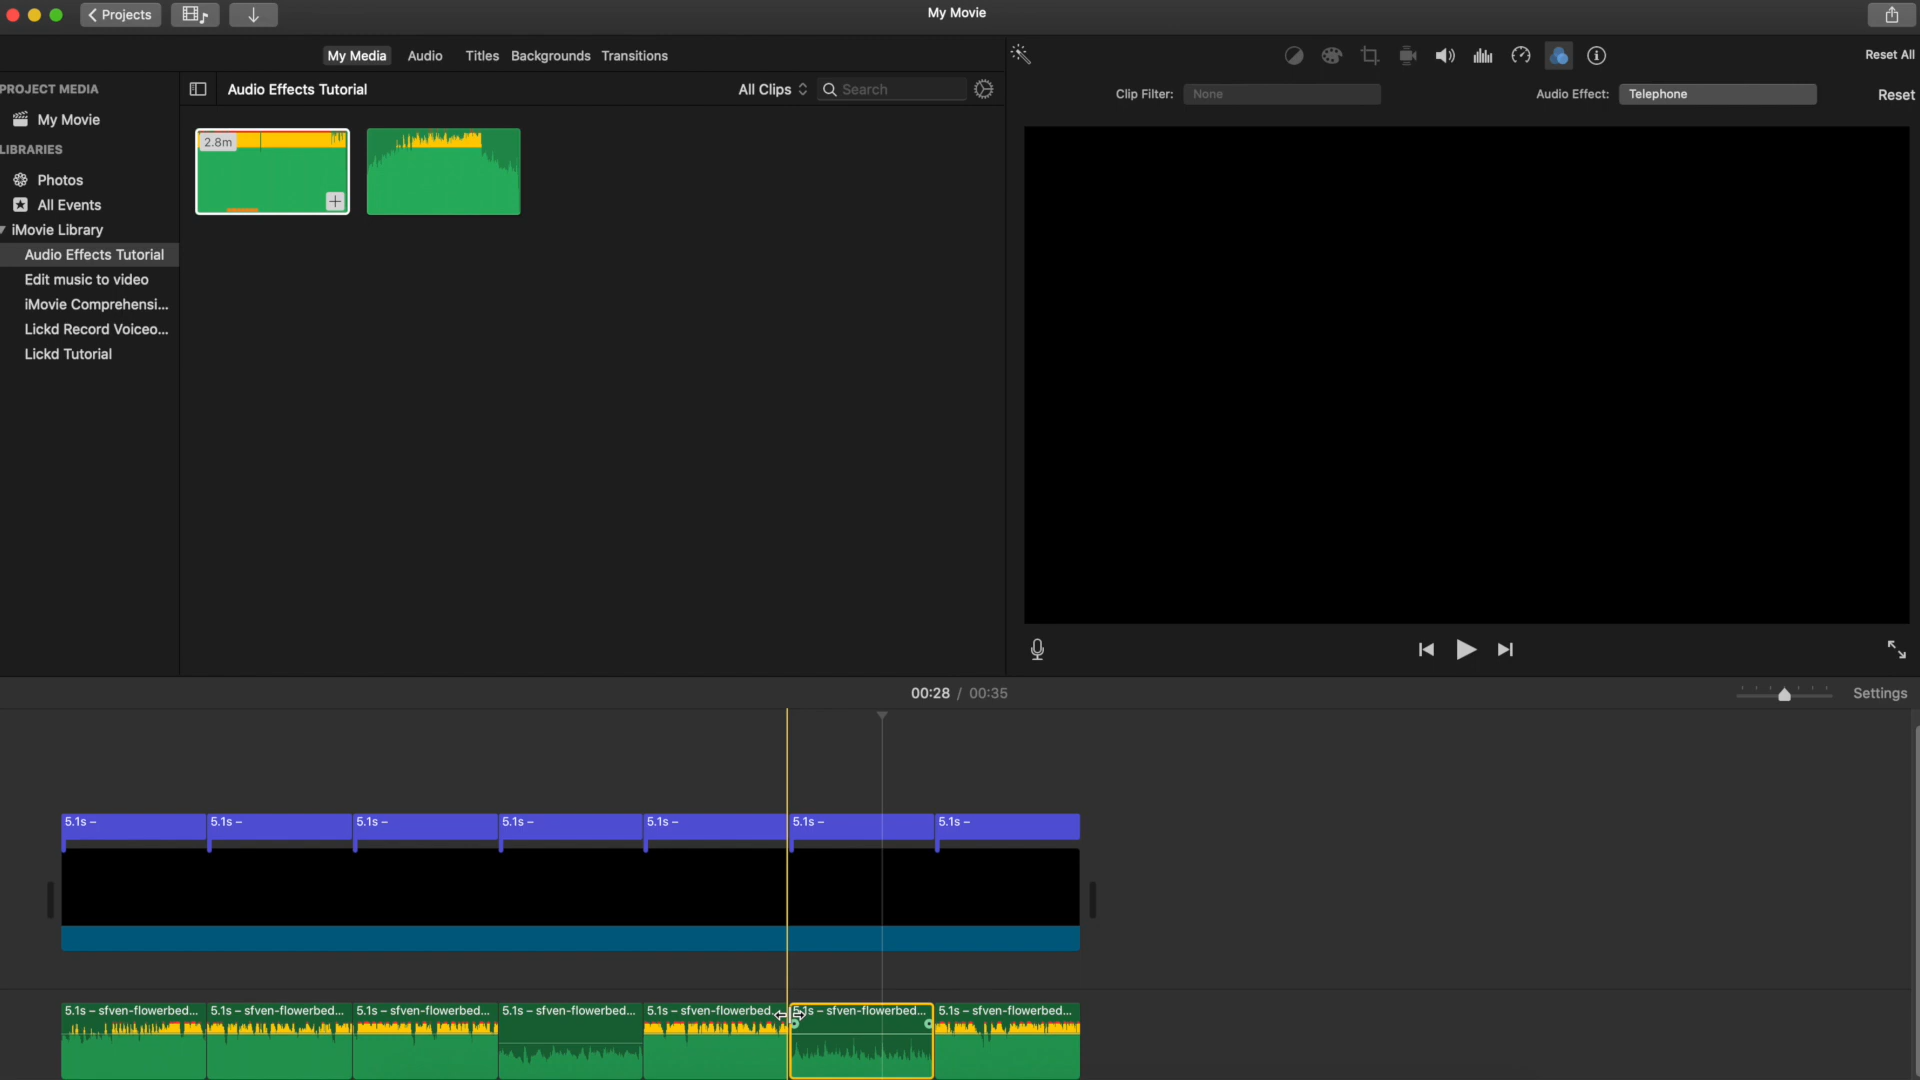 Projects
My Movie
My Media
Audio
Titles
Backgrounds
Transitions
Reset All
PROJECT MEDIA
My Movie
LIBRARIES
Photos
All Events
iMovie Library
Audio Effects Tutorial
Edit music to video
iMovie Comprehensi...
Lickd Record Voiceo...
Lickd Tutorial
Audio Effects Tutorial
All Clips
Search
2.8m
Clip Filter:
None
Audio Effect:
Telephone
Reset
00:28 / 00:35
Settings
5.1s –
5.1s –
5.1s –
5.1s –
5.1s –
5.1s –
5.1s –
5.1s – sfven-flowerbed...
5.1s – sfven-flowerbed...
5.1s – sfven-flowerbed...
5.1s – sfven-flowerbed...
5.1s – sfven-flowerbed...
– sfven-flowerbed...
5.1s – sfven-flowerbed...